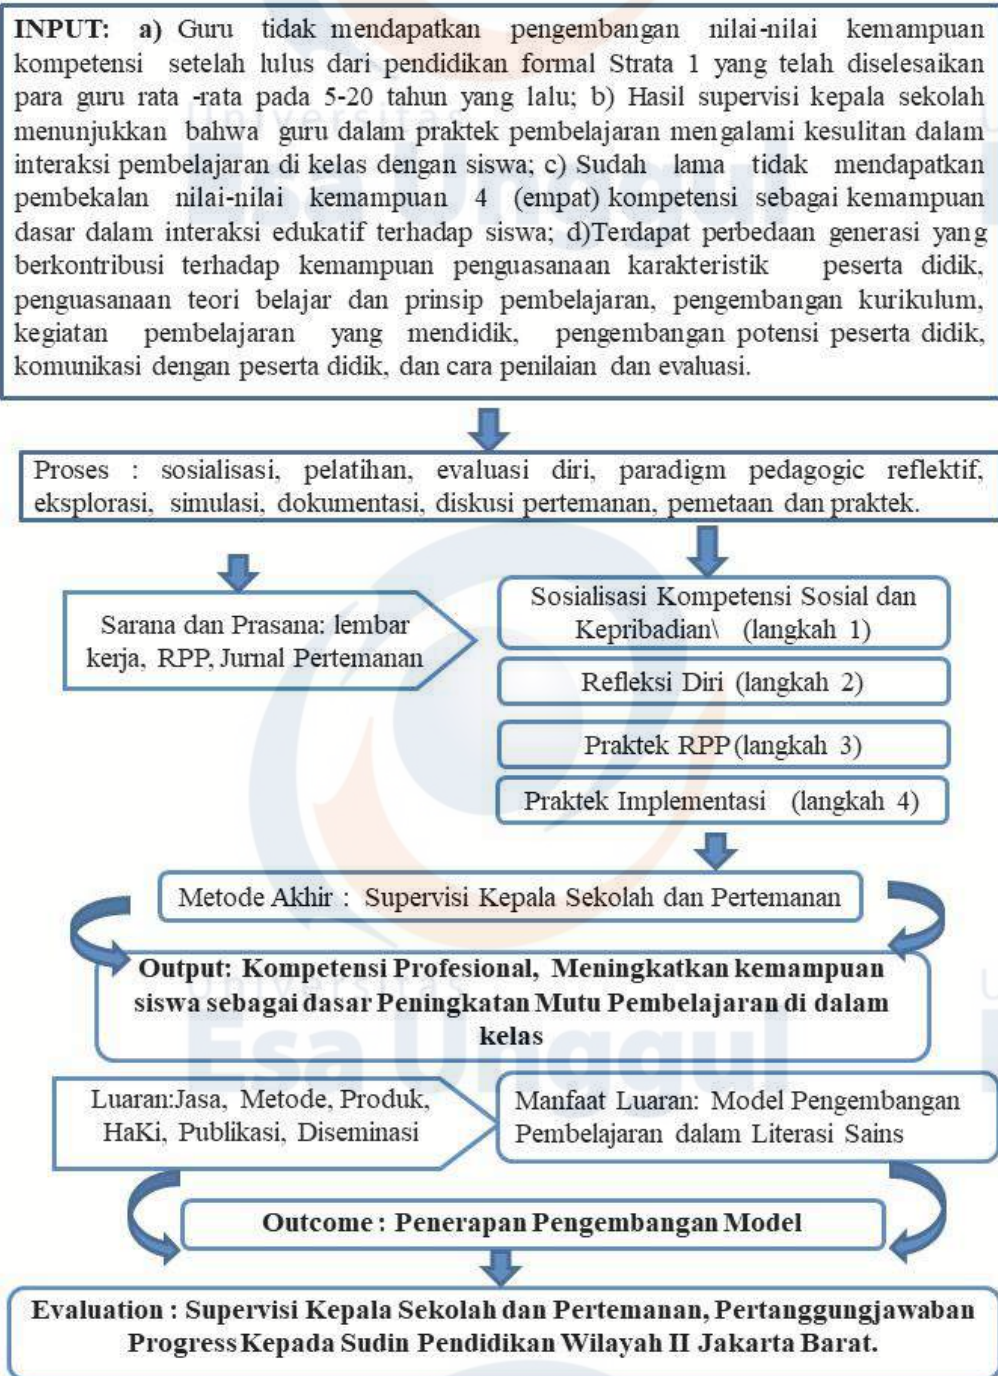 INPUT: a) Guru tidak mendapatkan pengembangan nilai-nilai kemampuan
kompetensi setelah lulus dari pendidikan formal Strata 1 yang telah diselesaikan
para guru rata -rata pada 5-20 tahun yang lalu; b) Hasil supervisi kepala sekolah
menunjukkan bahwa guru dalam praktek pembelajaran mengalami kesulitan dalam
interaksi pembelajaran di kelas dengan siswa; c) Sudah lama tidak mendapatkan
pembekalan nilai-nilai kemampuan 4 (empat) kompetensi sebagai kemampuan
dasar dalam interaksi edukatif terhadap siswa; d)Terdapat perbedaan generasi yang
berkontribusi terhadap kemampuan penguasanaan karakteristik peserta didik,
penguasanaan teori belajar dan prinsip pembelajaran, pengembangan kurikulum,
kegiatan pembelajaran yang mendidik, pengembangan potensi peserta didik,
komunikasi dengan peserta didik, dan cara penilaian dan evaluasi.
Proses : sosialisasi, pelatihan, evaluasi diri, paradigm pedagogic reflektif,
eksplorasi, simulasi, dokumentasi, diskusi pertemanan, pemetaan dan praktek.
Sarana dan Prasana: lembar
kerja, RPP, Jurnal Pertemanan
Sosialisasi Kompetensi Sosial dan
Kepribadian\ (langkah 1)
Refleksi Diri (langkah 2)
Praktek RPP (langkah 3)
Praktek Implementasi (langkah 4)
Metode Akhir : Supervisi Kepala Sekolah dan Pertemanan
Output: Kompetensi Profesional, Meningkatkan kemampuan
siswa sebagai dasar Peningkatan Mutu Pembelajaran di dalam
kelas
Luaran:Jasa, Metode, Produk,
HaKi, Publikasi, Diseminasi
Manfaat Luaran: Model Pengembangan
Pembelajaran dalam Literasi Sains
Outcome : Penerapan Pengembangan Model
Evaluation : Supervisi Kepala Sekolah dan Pertemanan, Pertanggungjawaban
Progress Kepada Sudin Pendidikan Wilayah II Jakarta Barat.
Universitas
Esa Unggul
Universitas
Esa Unggul